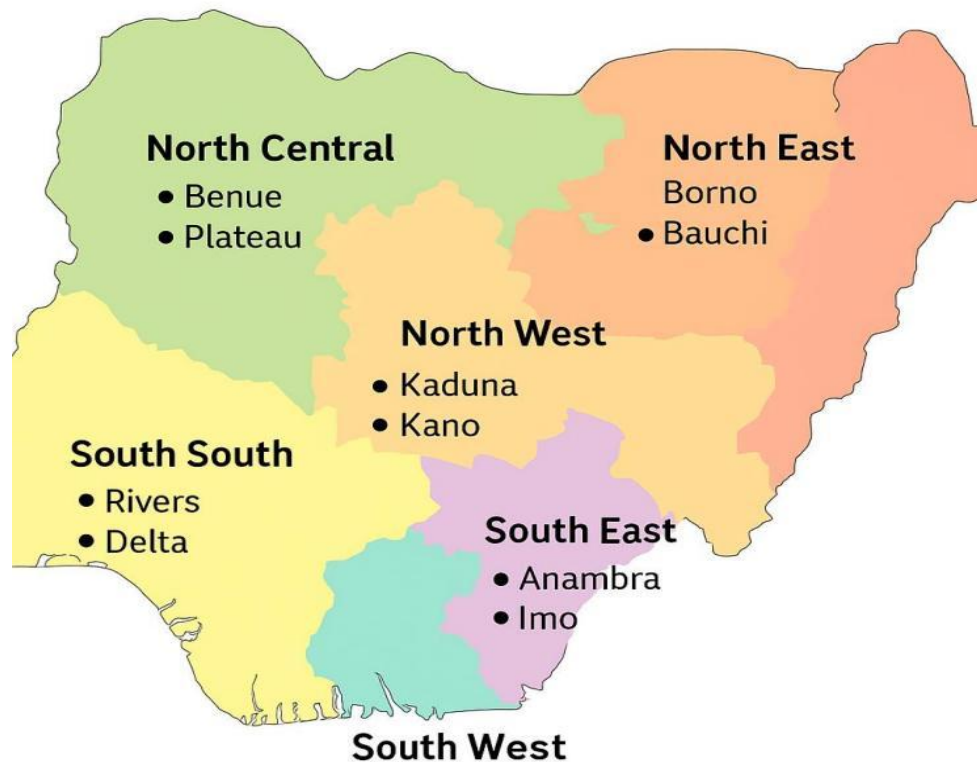 North Central
• Benue
• Plateau
North East
Borno
• Bauchi
North West
• Kaduna
• Kano
South South
• Rivers
• Delta
South East
• Anambra
• Imo
South West